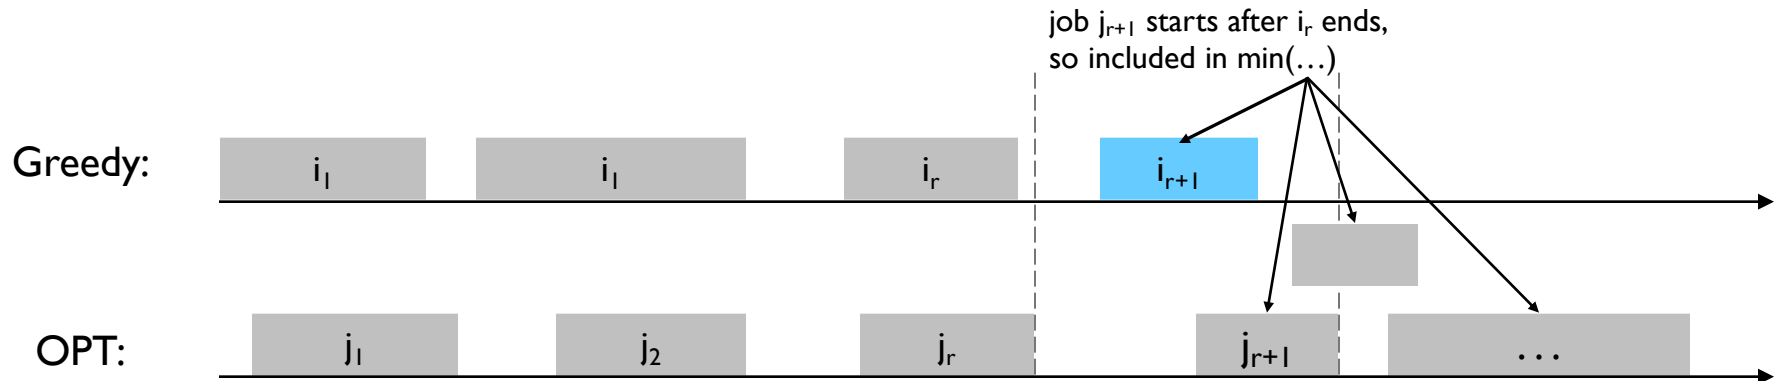 job jr+1 starts after ir ends,
so included in min(…)
Greedy: i1 i1 ir ir+1
OPT: j1 j2 jr jr+1 …